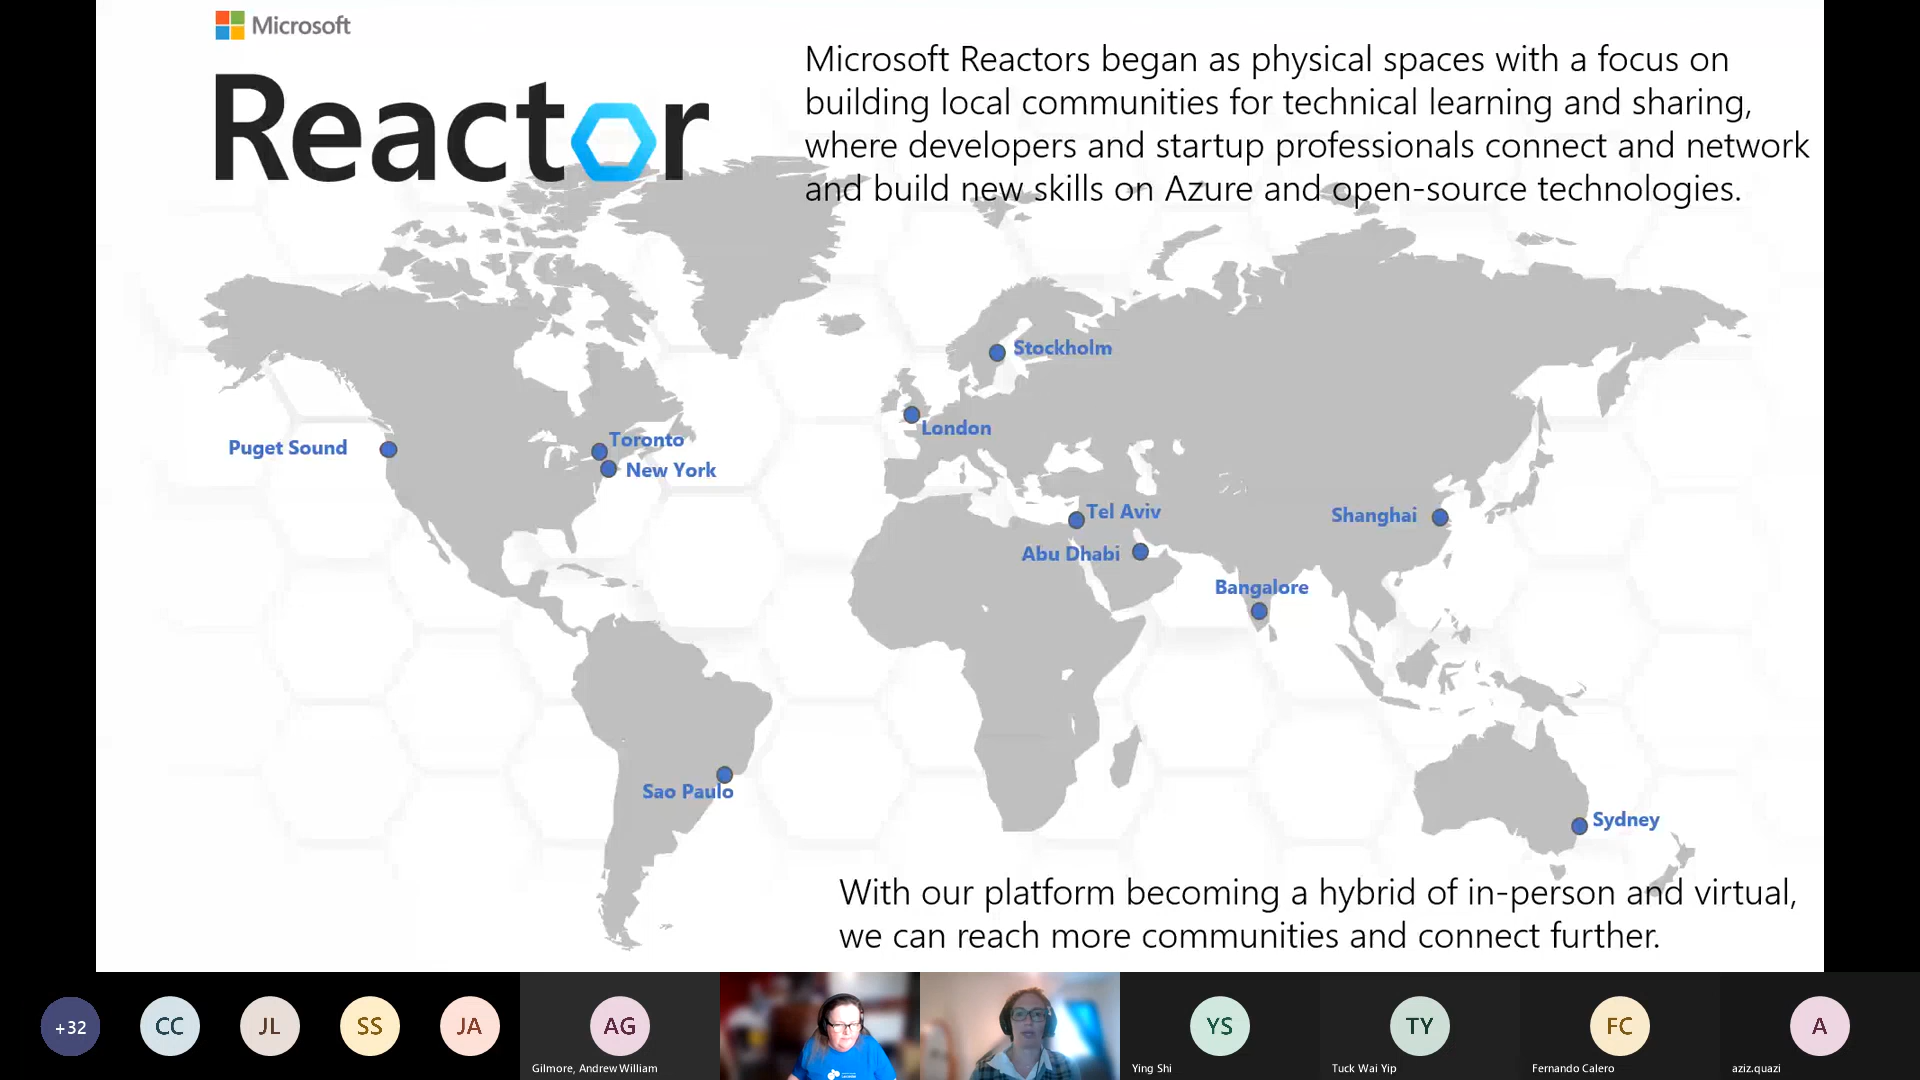 Microsoft
Reactor
Microsoft Reactors began as physical spaces with a focus on
building local communities for technical learning and sharing,
where developers and startup professionals connect and network
and build new skills on Azure and open-source technologies.
Stockholm
London
Puget Sound
Toronto
New York
Tel Aviv
Shanghai
Abu Dhabi
Bangalore
Sao Paulo
Sydney
With our platform becoming a hybrid of in-person and virtual,
we can reach more communities and connect further.
+32
CC
JL
SS
JA
AG
YS
TY
FC
A
Gilmore, Andrew William
Ying Shi
Tuck Wai Yip
Fernando Calero
aziz.quazi